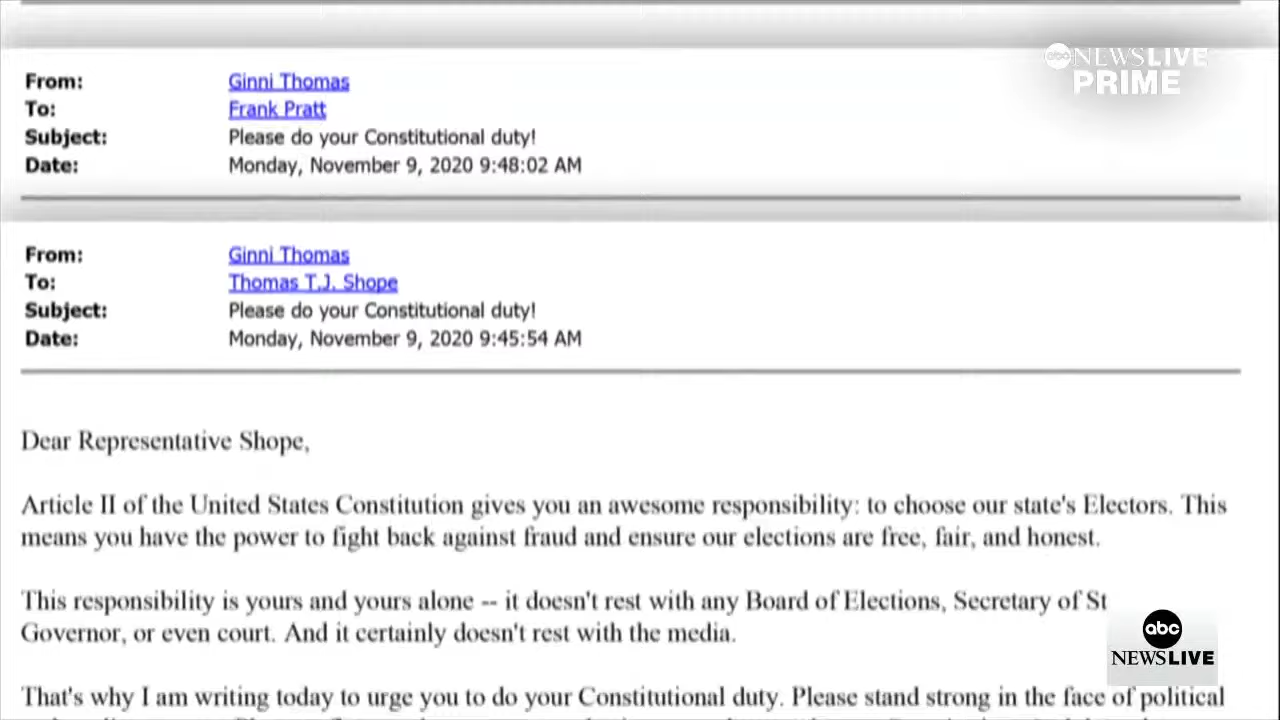 abc NEWS LIVE
PRIME
From: Ginni Thomas
To: Frank Pratt
Subject: Please do your Constitutional duty!
Date: Monday, November 9, 2020 9:48:02 AM
From: Ginni Thomas
To: Thomas T.J. Shope
Subject: Please do your Constitutional duty!
Date: Monday, November 9, 2020 9:45:54 AM
Dear Representative Shope,
Article II of the United States Constitution gives you an awesome responsibility: to choose our state's Electors. This
means you have the power to fight back against fraud and ensure our elections are free, fair, and honest.
This responsibility is yours and yours alone -- it doesn't rest with any Board of Elections, Secretary of St
Governor, or even court. And it certainly doesn't rest with the media.
That's why I am writing today to urge you to do your Constitutional duty. Please stand strong in the face of political
abc
NEWS LIVE